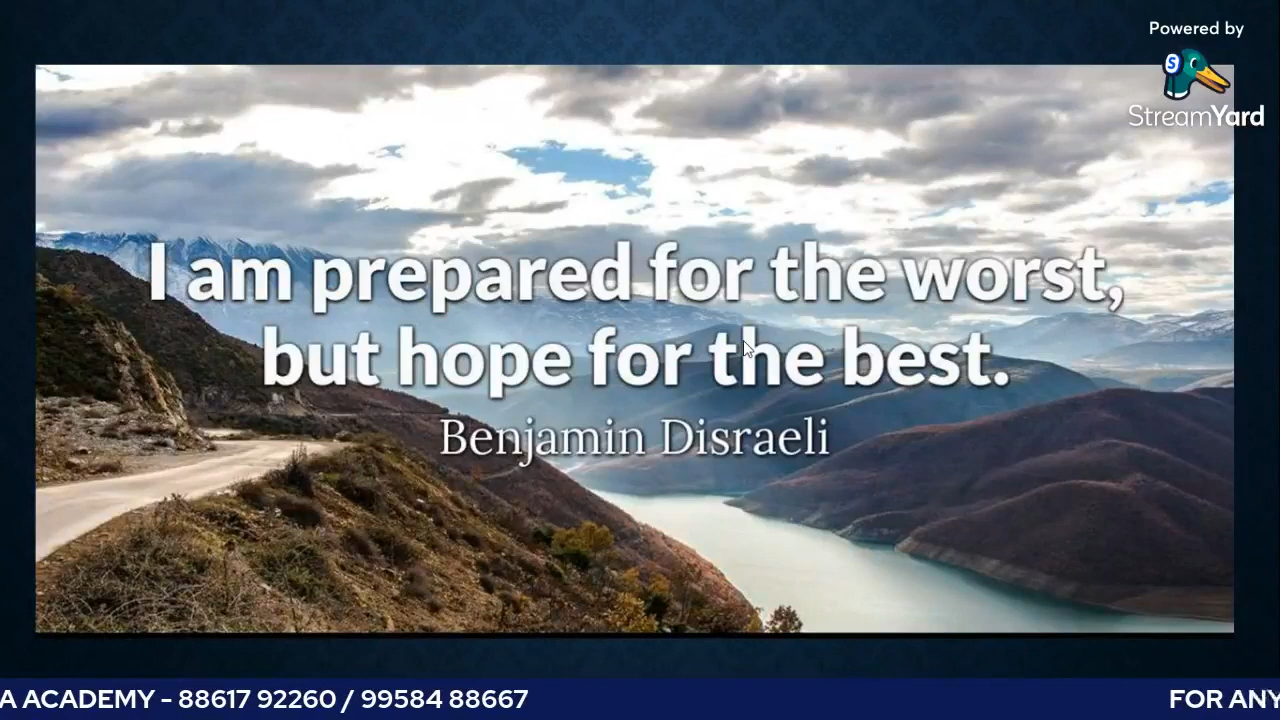 Powered by
StreamYard
I am prepared for the worst,
but hope for the best.
Benjamin Disraeli
A ACADEMY - 88617 92260 / 99584 88667
FOR ANY